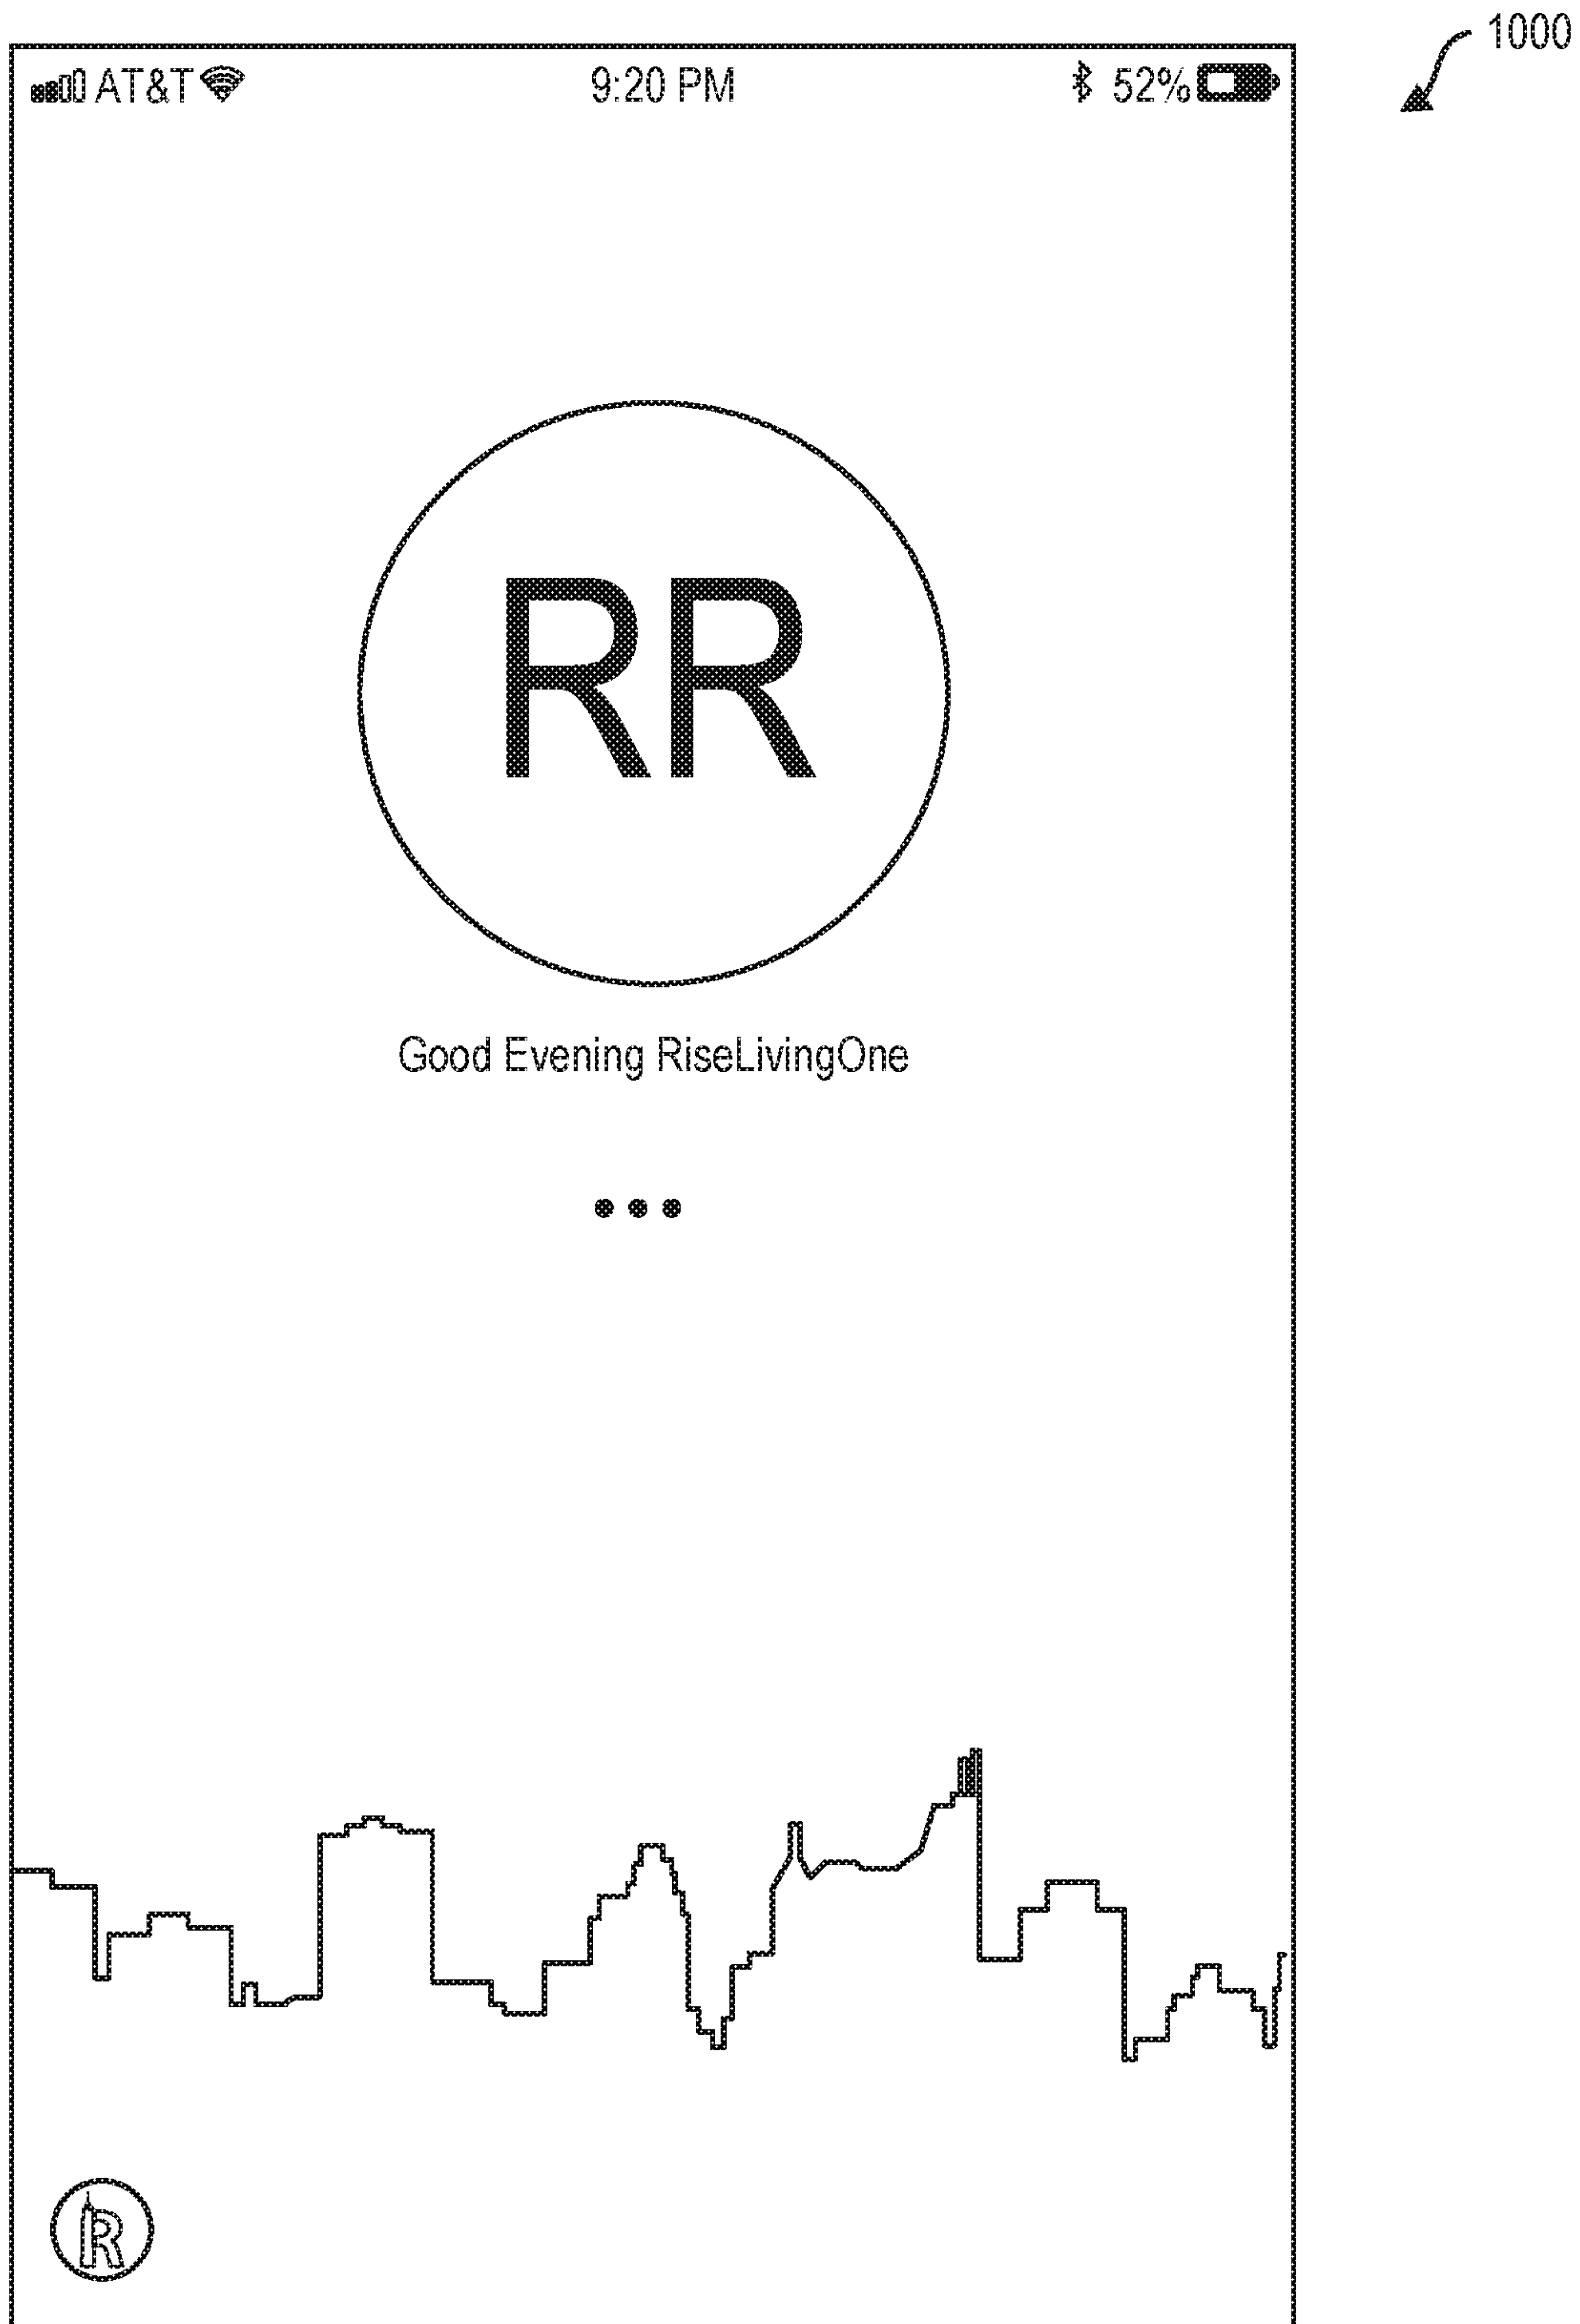 1000
AT&T 9:20 PM 52%
RR
Good Evening RiseLivingOne
R